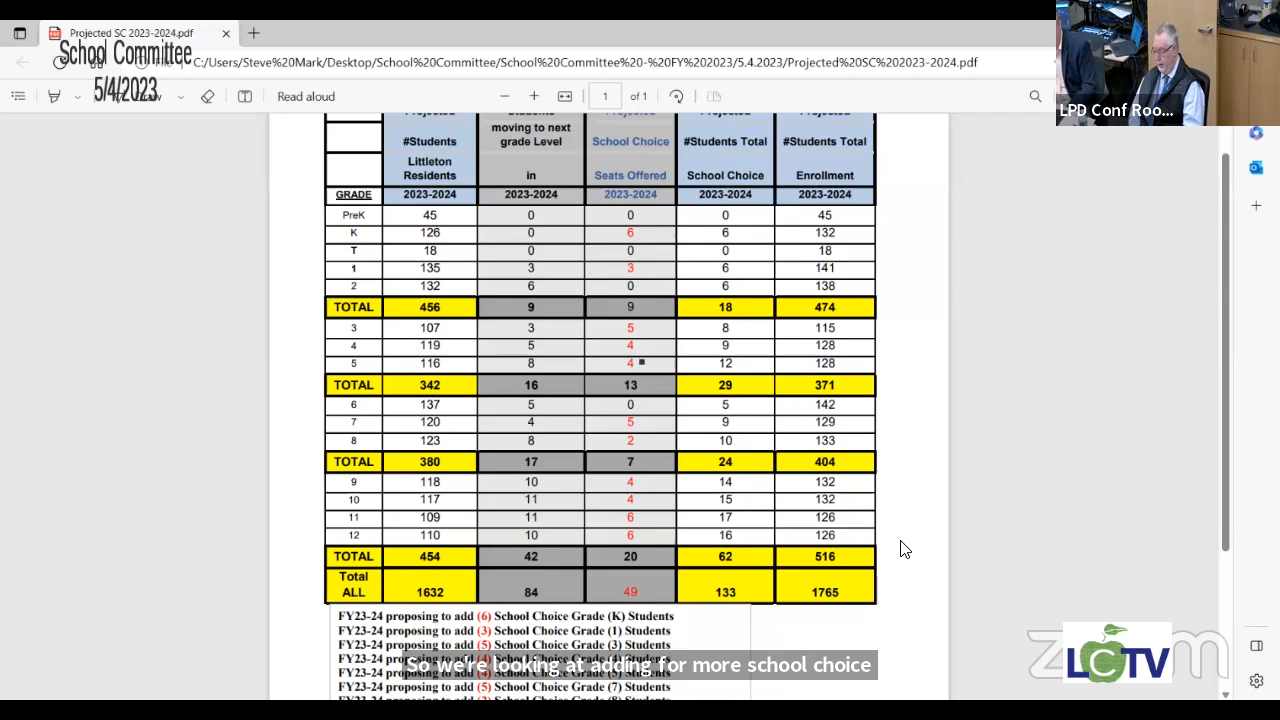 Projected SC 2023-2024.pdf
School Committee
5/4/2023
C:/Users/Steve%20Mark/Desktop/School%20Committee/School%20Committee%20-%20FY%202023/5.4.2023/Projected%20SC%202023-2024.pdf
Draw
Read aloud
1 of 1
LPD Conf Roo...
Projected Students Projected Projected Projected
#Students moving to next grade Level School Choice #Students Total #Students Total
Littleton Residents in Seats Offered School Choice Enrollment
GRADE 2023-2024 2023-2024 2023-2024 2023-2024 2023-2024
PreK 45 0 0 0 45
K 126 0 6 6 132
T 18 0 0 0 18
1 135 3 3 6 141
2 132 6 0 6 138
TOTAL 456 9 9 18 474
3 107 3 5 8 115
4 119 5 4 9 128
5 116 8 4 12 128
TOTAL 342 16 13 29 371
6 137 5 0 5 142
7 120 4 5 9 129
8 123 8 2 10 133
TOTAL 380 17 7 24 404
9 118 10 4 14 132
10 117 11 4 15 132
11 109 11 6 17 126
12 110 10 6 16 126
TOTAL 454 42 20 62 516
Total ALL 1632 84 49 133 1765
FY23-24 proposing to add (6) School Choice Grade (K) Students
FY23-24 proposing to add (3) School Choice Grade (1) Students
FY23-24 proposing to add (5) School Choice Grade (3) Students
So we're looking at adding for more school choice
FY23-24 proposing to add (5) School Choice Grade (7) Students
zoom
LCTV